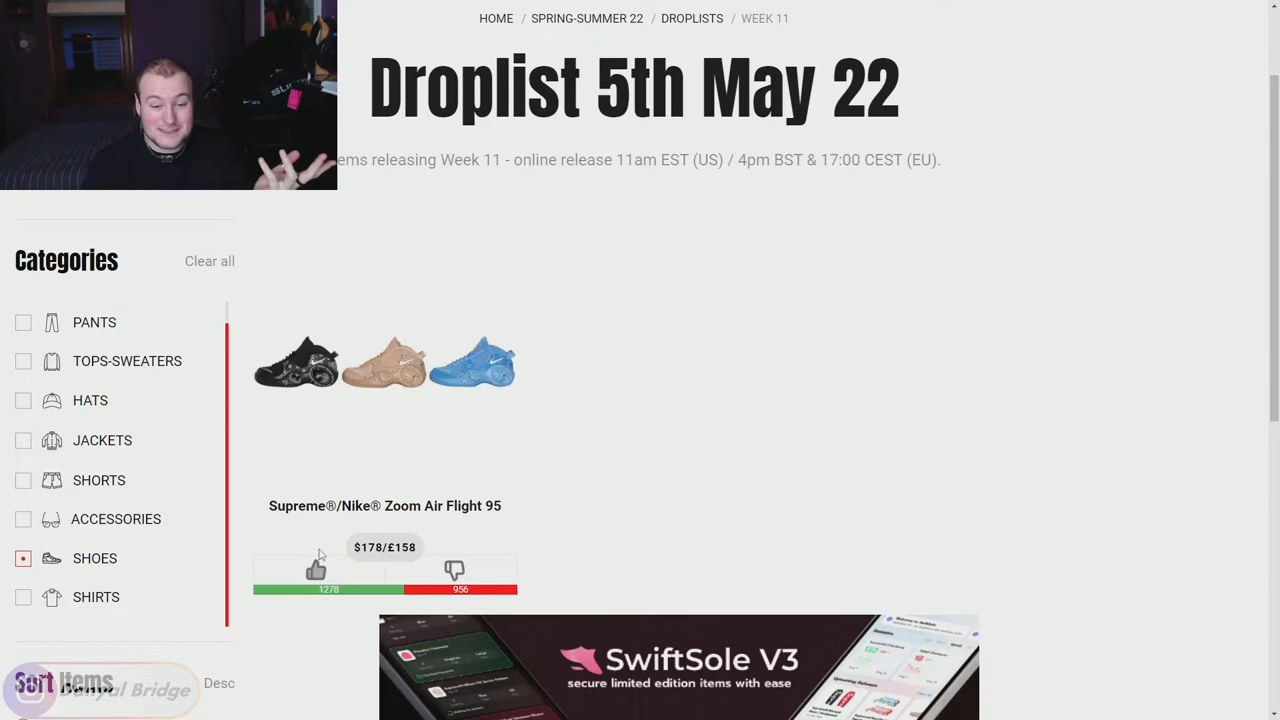 HOME / SPRING-SUMMER 22 / DROPLISTS / WEEK 11
Droplist 5th May 22
ems releasing Week 11 - online release 11am EST (US) / 4pm BST & 17:00 CEST (EU).
Categories
Clear all
PANTS
TOPS-SWEATERS
HATS
JACKETS
SHORTS
ACCESSORIES
SHOES
SHIRTS
Supreme®/Nike® Zoom Air Flight 95
$178/£158
1278
956
SwiftSole V3
secure limited edition items with ease
Sort Items
Desc
Bridge